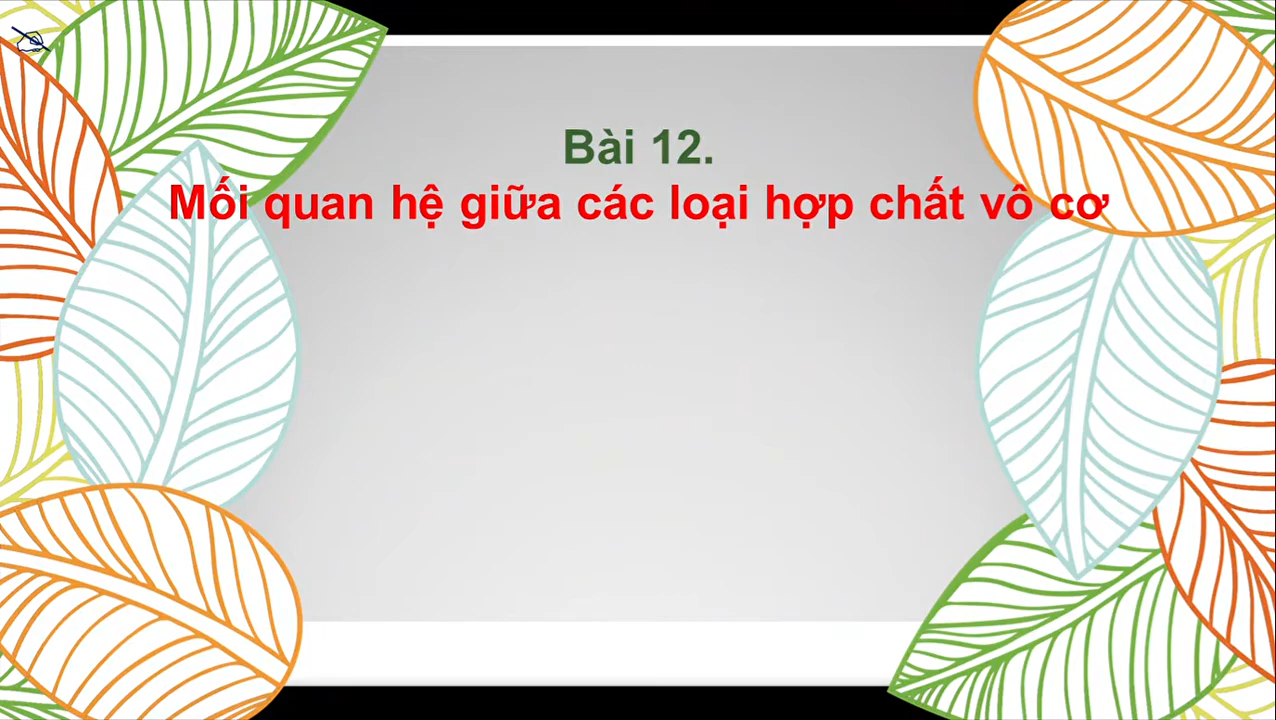 Bài 12.
Mối quan hệ giữa các loại hợp chất vô cơ